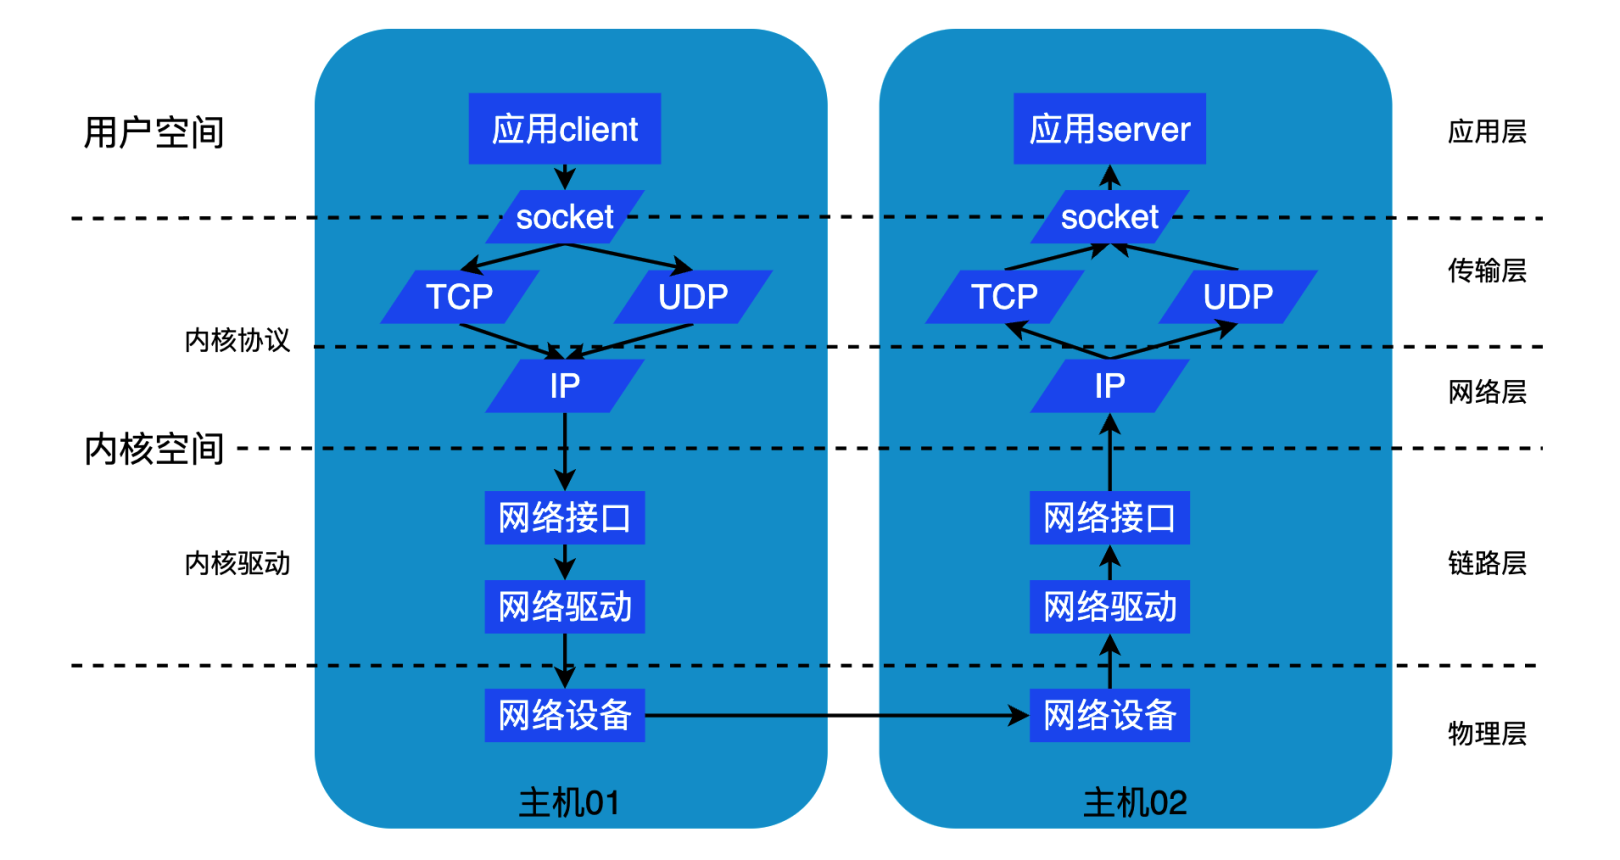 用户空间
应用client
应用server
应用层
socket
socket
传输层
TCP
UDP
TCP
UDP
内核协议
IP
IP
网络层
内核空间
网络接口
网络接口
内核驱动
链路层
网络驱动
网络驱动
网络设备
网络设备
物理层
主机01
主机02